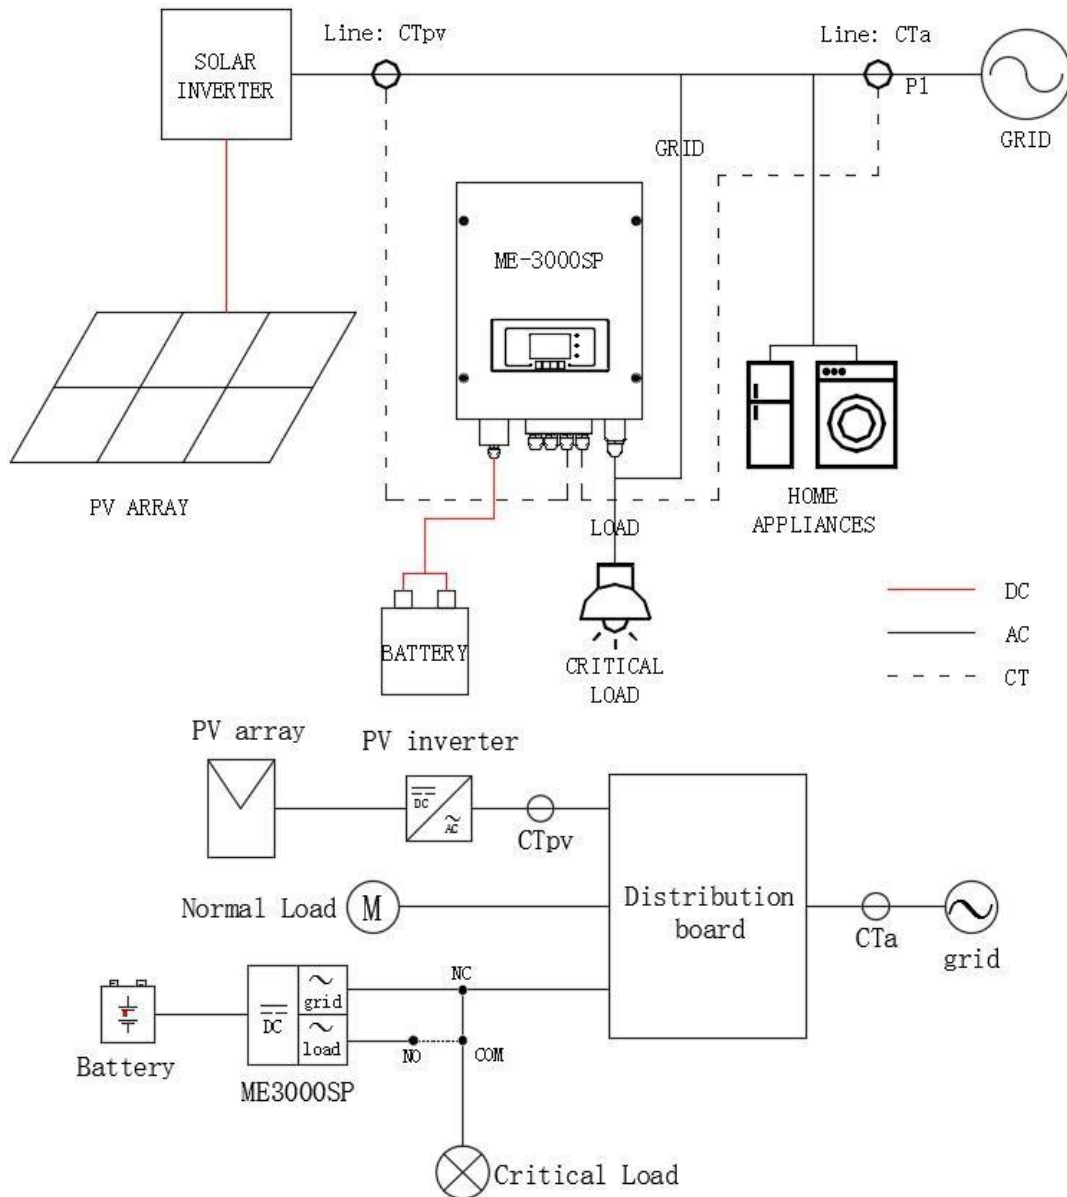 Line: CTpv
Line: CTa
SOLAR
INVERTER
P1
GRID
GRID
ME-3000SP
PV ARRAY
HOME
APPLIANCES
LOAD
BATTERY
CRITICAL
LOAD
DC
AC
CT
PV array
PV inverter
DC
AC
CTpv
Normal Load
M
Distribution
board
CTa
grid
NC
grid
DC
load
NO
COM
Battery
ME3000SP
Critical Load